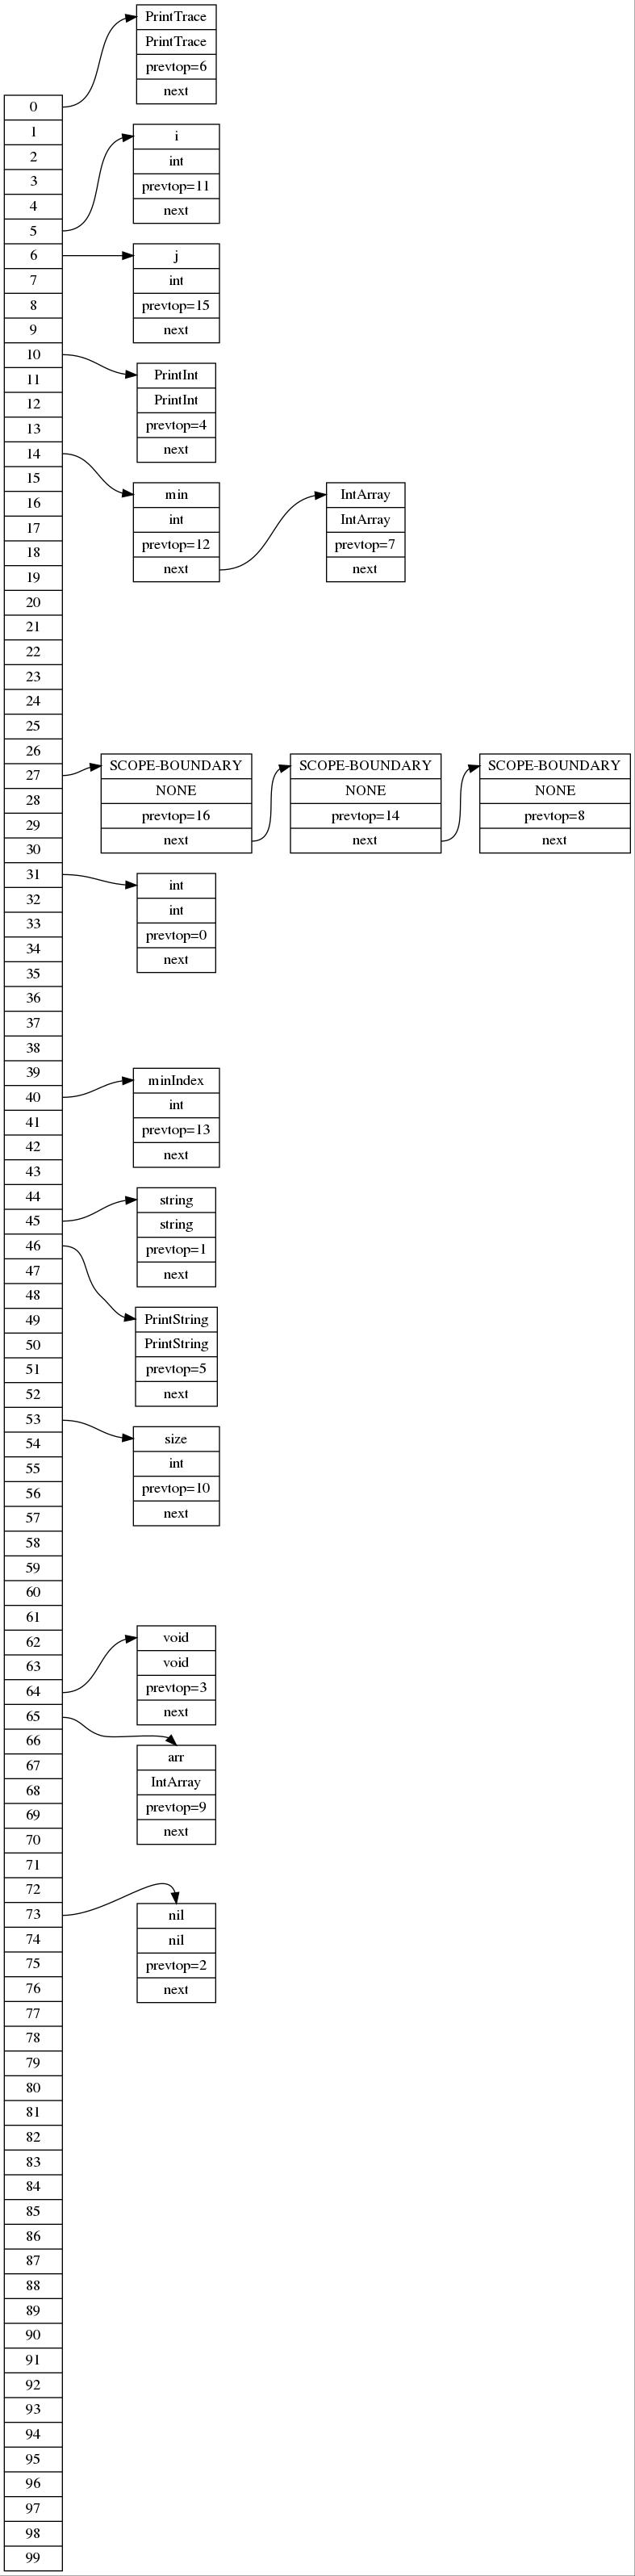 PrintTrace
PrintTrace
prevtop=6
next
0
1
2
3
4
5
i
int
prevtop=11
next
6
7
8
9
j
int
prevtop=15
next
10
11
12
13
PrintInt
PrintInt
prevtop=4
next
14
15
16
17
18
19
min
int
prevtop=12
next
IntArray
IntArray
prevtop=7
next
20
21
22
23
24
25
26
27
28
29
30
SCOPE-BOUNDARY
NONE
prevtop=16
next
SCOPE-BOUNDARY
NONE
prevtop=14
next
SCOPE-BOUNDARY
NONE
prevtop=8
next
31
32
33
34
35
36
37
38
39
int
int
prevtop=0
next
40
41
42
43
44
minIndex
int
prevtop=13
next
45
string
string
prevtop=1
next
46
47
48
49
50
51
52
PrintString
PrintString
prevtop=5
next
53
54
55
56
57
58
59
60
61
62
63
size
int
prevtop=10
next
64
void
void
prevtop=3
next
65
66
67
68
69
70
71
72
arr
IntArray
prevtop=9
next
73
74
75
76
nil
nil
prevtop=2
next
77
78
79
80
81
82
83
84
85
86
87
88
89
90
91
92
93
94
95
96
97
98
99